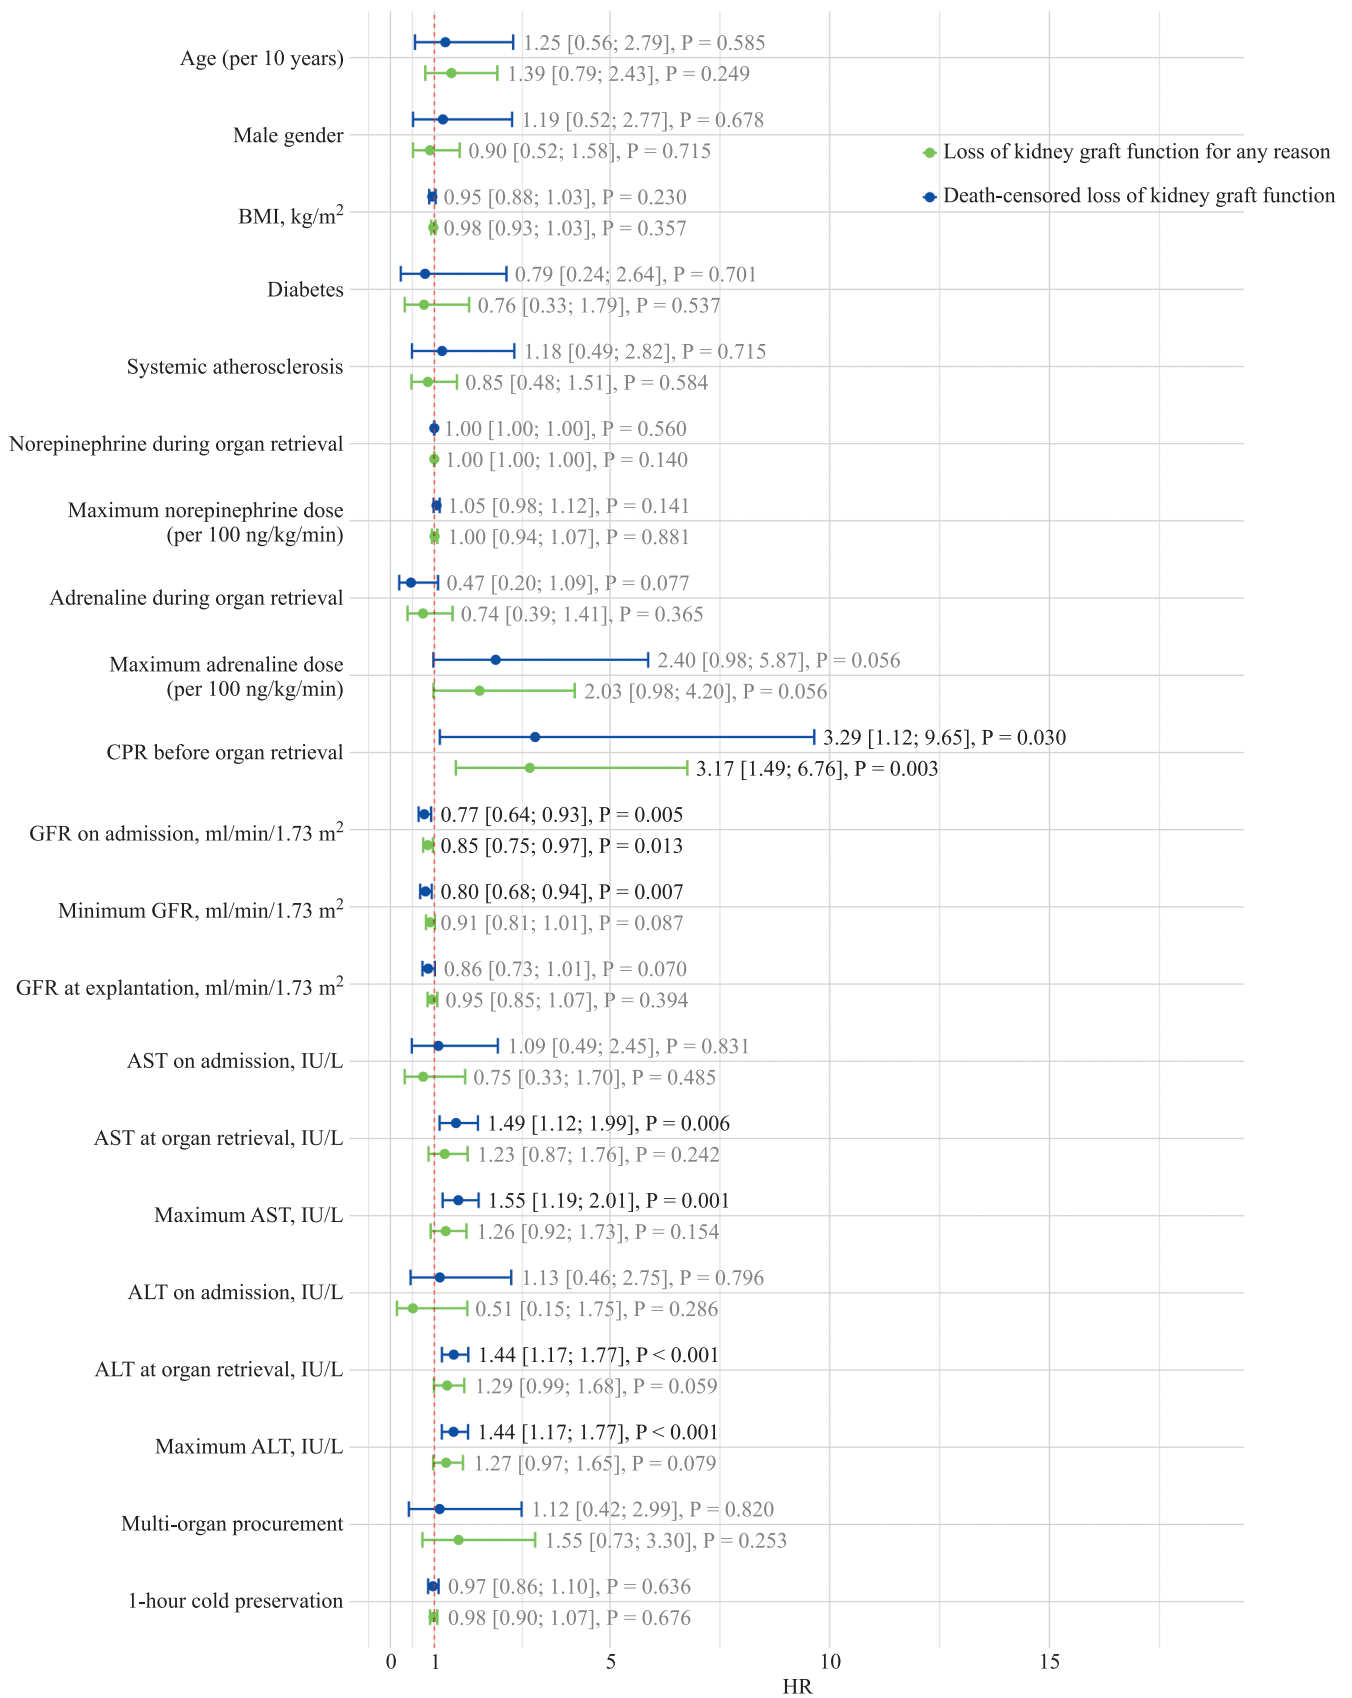 Age (per 10 years)
1.25 [0.56; 2.79], P = 0.585
1.39 [0.79; 2.43], P = 0.249
Male gender
1.19 [0.52; 2.77], P = 0.678
0.90 [0.52; 1.58], P = 0.715
Loss of kidney graft function for any reason
Death-censored loss of kidney graft function
BMI, kg/m²
0.95 [0.88; 1.03], P = 0.230
0.98 [0.93; 1.03], P = 0.357
Diabetes
0.79 [0.24; 2.64], P = 0.701
0.76 [0.33; 1.79], P = 0.537
Systemic atherosclerosis
1.18 [0.49; 2.82], P = 0.715
0.85 [0.48; 1.51], P = 0.584
Norepinephrine during organ retrieval
1.00 [1.00; 1.00], P = 0.560
1.00 [1.00; 1.00], P = 0.140
Maximum norepinephrine dose
(per 100 ng/kg/min)
1.05 [0.98; 1.12], P = 0.141
1.00 [0.94; 1.07], P = 0.881
Adrenaline during organ retrieval
0.47 [0.20; 1.09], P = 0.077
0.74 [0.39; 1.41], P = 0.365
Maximum adrenaline dose
(per 100 ng/kg/min)
2.40 [0.98; 5.87], P = 0.056
2.03 [0.98; 4.20], P = 0.056
CPR before organ retrieval
3.29 [1.12; 9.65], P = 0.030
3.17 [1.49; 6.76], P = 0.003
GFR on admission, ml/min/1.73 m²
0.77 [0.64; 0.93], P = 0.005
0.85 [0.75; 0.97], P = 0.013
Minimum GFR, ml/min/1.73 m²
0.80 [0.68; 0.94], P = 0.007
0.91 [0.81; 1.01], P = 0.087
GFR at explantation, ml/min/1.73 m²
0.86 [0.73; 1.01], P = 0.070
0.95 [0.85; 1.07], P = 0.394
AST on admission, IU/L
1.09 [0.49; 2.45], P = 0.831
0.75 [0.33; 1.70], P = 0.485
AST at organ retrieval, IU/L
1.49 [1.12; 1.99], P = 0.006
1.23 [0.87; 1.76], P = 0.242
Maximum AST, IU/L
1.55 [1.19; 2.01], P = 0.001
1.26 [0.92; 1.73], P = 0.154
ALT on admission, IU/L
1.13 [0.46; 2.75], P = 0.796
0.51 [0.15; 1.75], P = 0.286
ALT at organ retrieval, IU/L
1.44 [1.17; 1.77], P < 0.001
1.29 [0.99; 1.68], P = 0.059
Maximum ALT, IU/L
1.44 [1.17; 1.77], P < 0.001
1.27 [0.97; 1.65], P = 0.079
Multi-organ procurement
1.12 [0.42; 2.99], P = 0.820
1.55 [0.73; 3.30], P = 0.253
1-hour cold preservation
0.97 [0.86; 1.10], P = 0.636
0.98 [0.90; 1.07], P = 0.676
0 1 5 10 15
HR